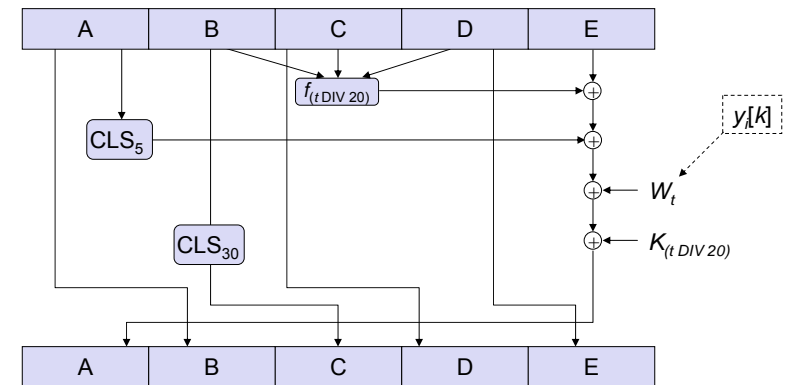 A B C D E
f(t DIV 20)
yi[k]
CLS5
Wt
CLS30
K(t DIV 20)
A B C D E